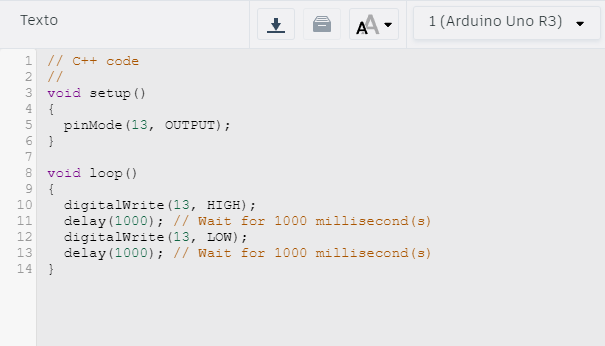 Texto
1 (Arduino Uno R3)
1 // C++ code
2 //
3 void setup()
4 {
5   pinMode(13, OUTPUT);
6 }
7
8 void loop()
9 {
10   digitalWrite(13, HIGH);
11   delay(1000); // Wait for 1000 millisecond(s)
12   digitalWrite(13, LOW);
13   delay(1000); // Wait for 1000 millisecond(s)
14 }